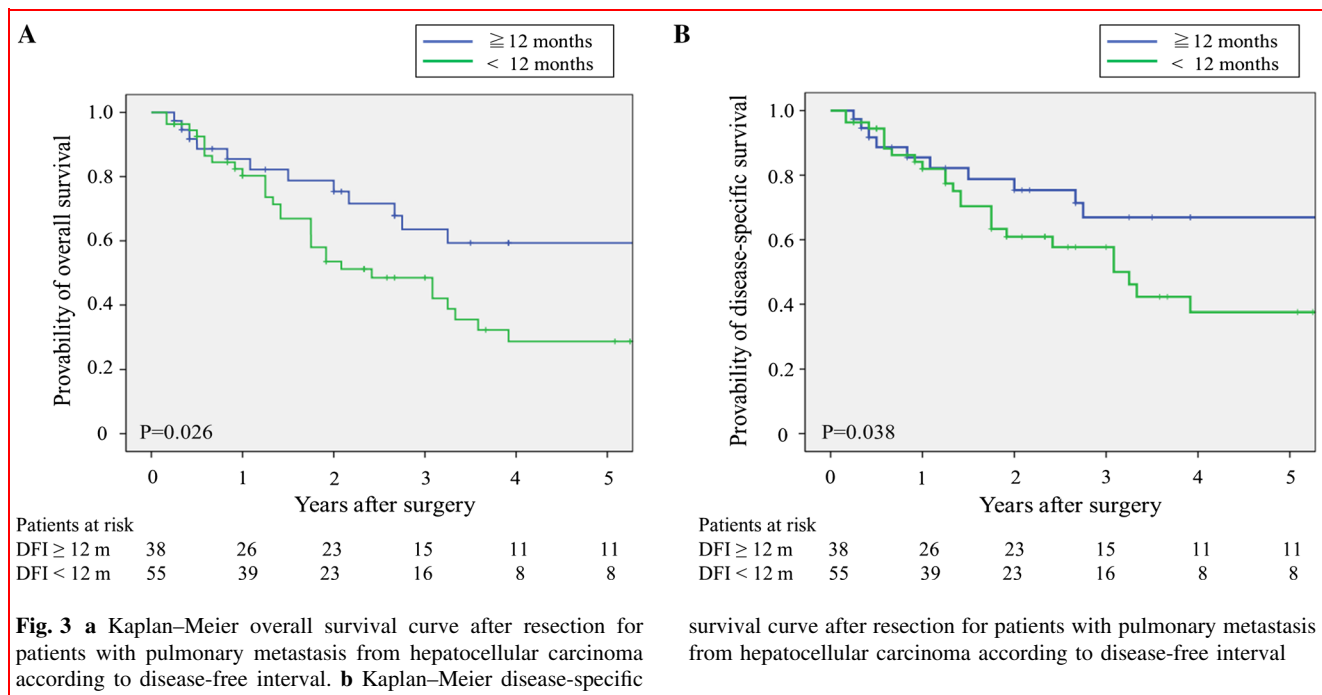 A
≧12 months
< 12 months
Provability of overall survival
1.0
0.8
0.6
0.4
0.2
0
P=0.026
0 1 2 3 4 5
Years after surgery
Patients at risk
DFI ≥ 12 m 38 26 23 15 11 11
DFI < 12 m 55 39 23 16 8 8
B
≧12 months
< 12 months
Provability of disease-specific survival
1.0
0.8
0.6
0.4
0.2
0
P=0.038
0 1 2 3 4 5
Years after surgery
Patients at risk
DFI ≥ 12 m 38 26 23 15 11 11
DFI < 12 m 55 39 23 16 8 8
Fig. 3 a Kaplan–Meier overall survival curve after resection for
patients with pulmonary metastasis from hepatocellular carcinoma
according to disease-free interval. b Kaplan–Meier disease-specific
survival curve after resection for patients with pulmonary metastasis
from hepatocellular carcinoma according to disease-free interval